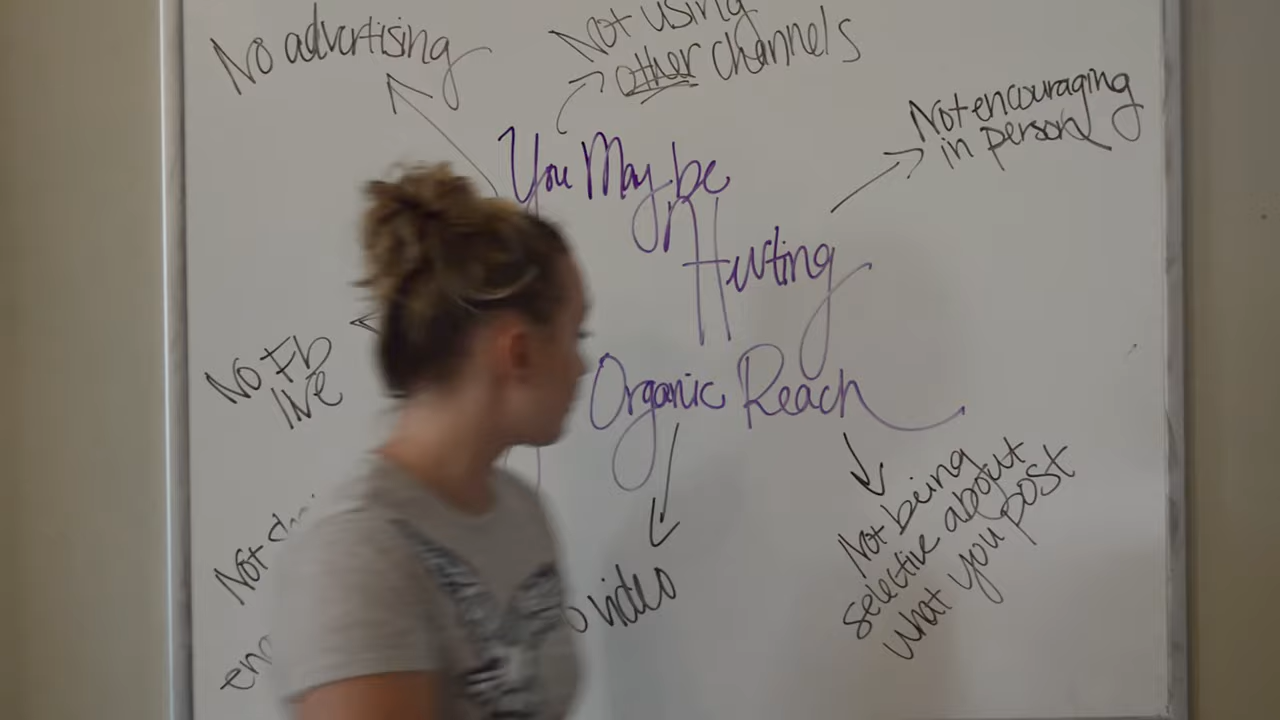 No advertising
Not using
other channels
Not encouraging
in person
You May be
Hurting
Organic Reach
No Fb
live
Not being
selective about
what you post
Not
video